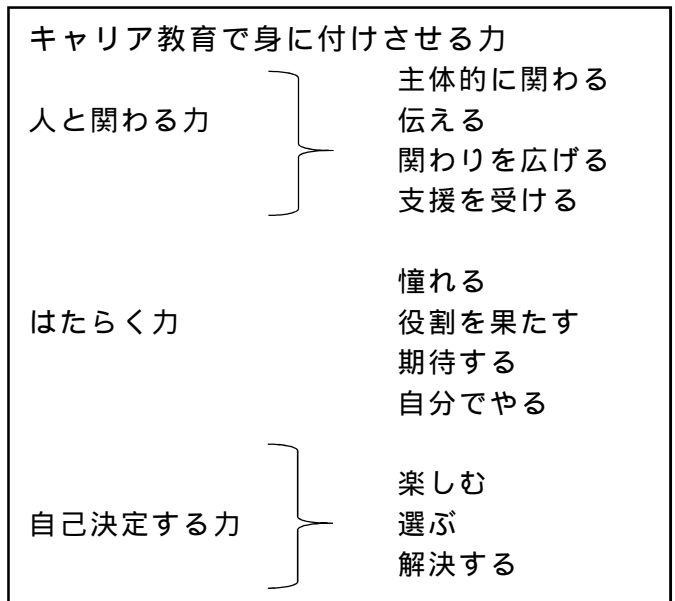 キャリア教育で身に付けさせる力
主体的に関わる
人と関わる力
伝える
関わりを広げる
支援を受ける
憧れる
はたらく力
役割を果たす
期待する
自分でやる
楽しむ
自己決定する力
選ぶ
解決する